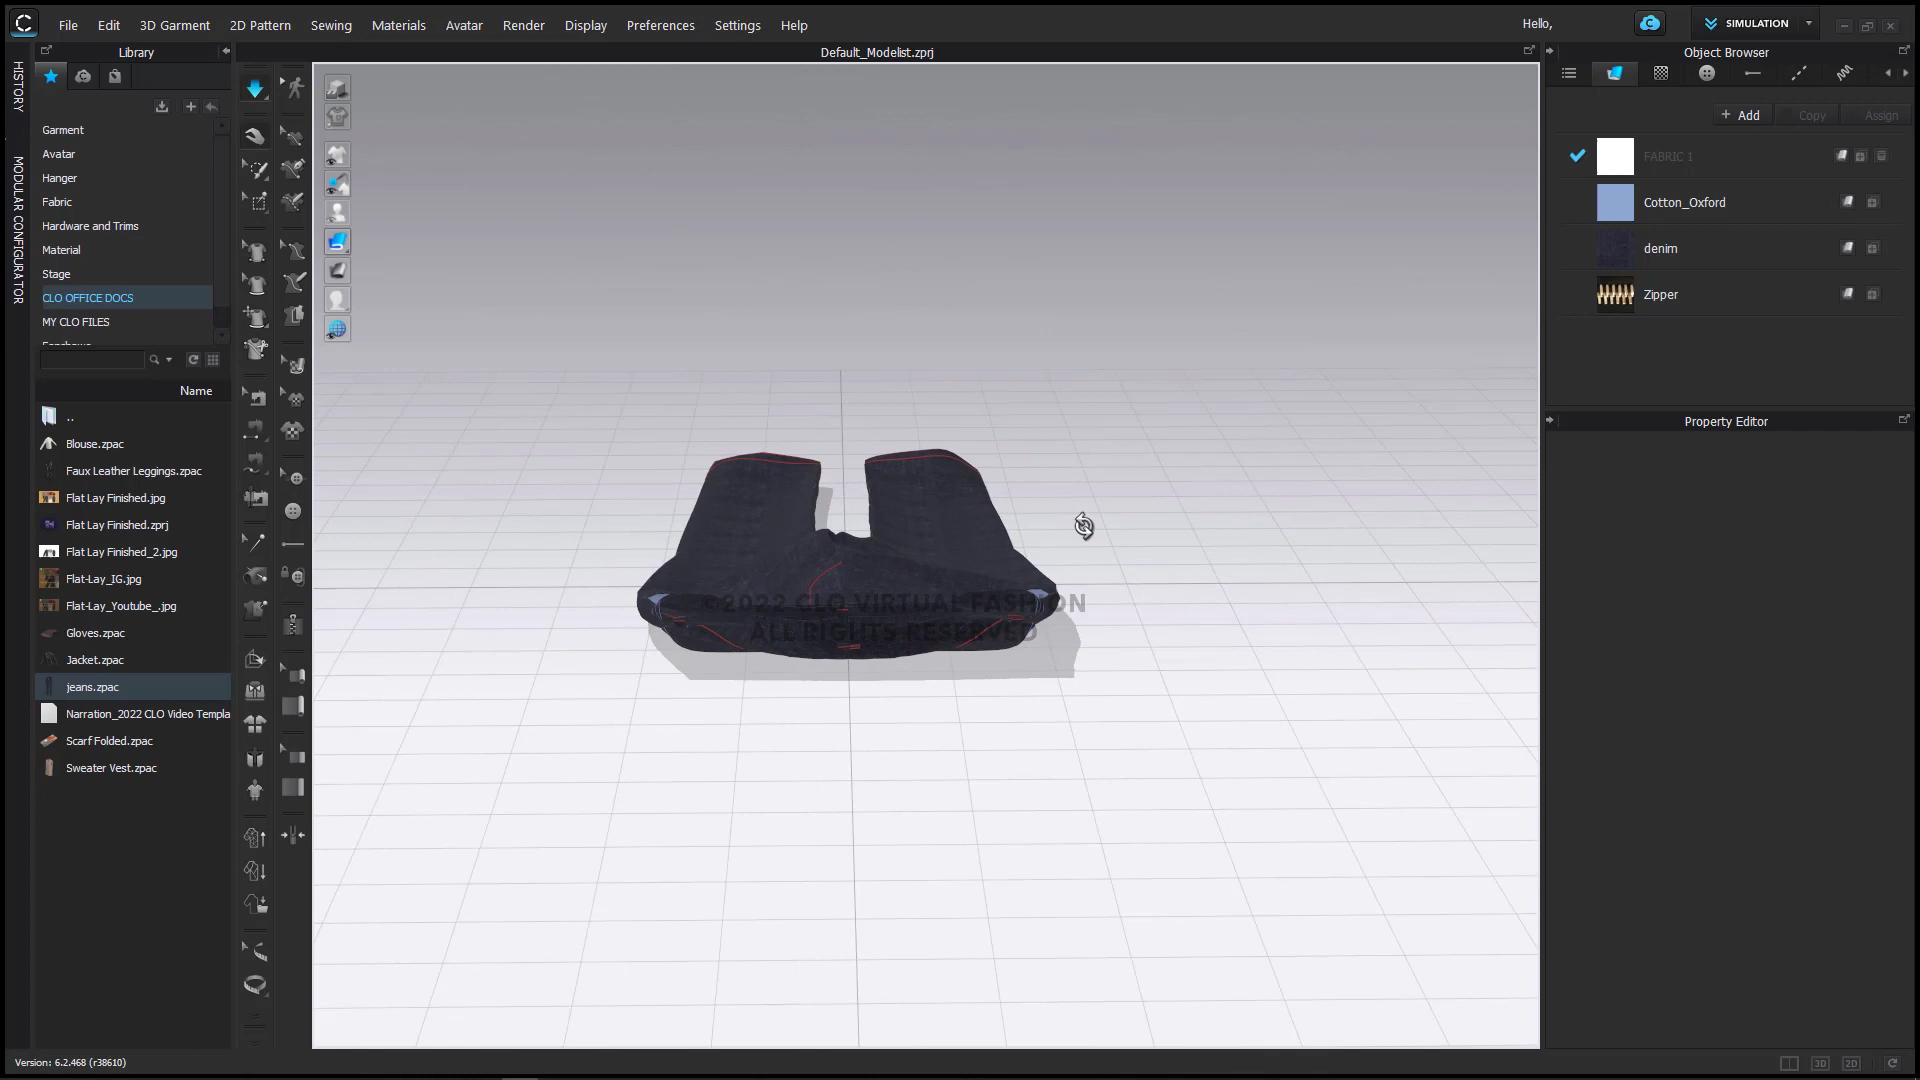 File Edit 3D Garment 2D Pattern Sewing Materials Avatar Render Display Preferences Settings Help
Hello,
SIMULATION
Library
Default_Modelist.zprj
Object Browser
HISTORY
MODULAR CONFIGURATOR
Garment
Avatar
Hanger
Fabric
Hardware and Trims
Material
Stage
CLO OFFICE DOCS
MY CLO FILES
Name
..
Blouse.zpac
Faux Leather Leggings.zpac
Flat Lay Finished.jpg
Flat Lay Finished.zprj
Flat Lay Finished_2.jpg
Flat-Lay_IG.jpg
Flat-Lay_Youtube_.jpg
Gloves.zpac
Jacket.zpac
jeans.zpac
Narration_2022 CLO Video Templa
Scarf Folded.zpac
Sweater Vest.zpac
©2022 CLO VIRTUAL FASHION
ALL RIGHTS RESERVED
+ Add Copy Assign
FABRIC 1
Cotton_Oxford
denim
Zipper
Property Editor
Version: 6.2.468 (r38610)
3D 2D